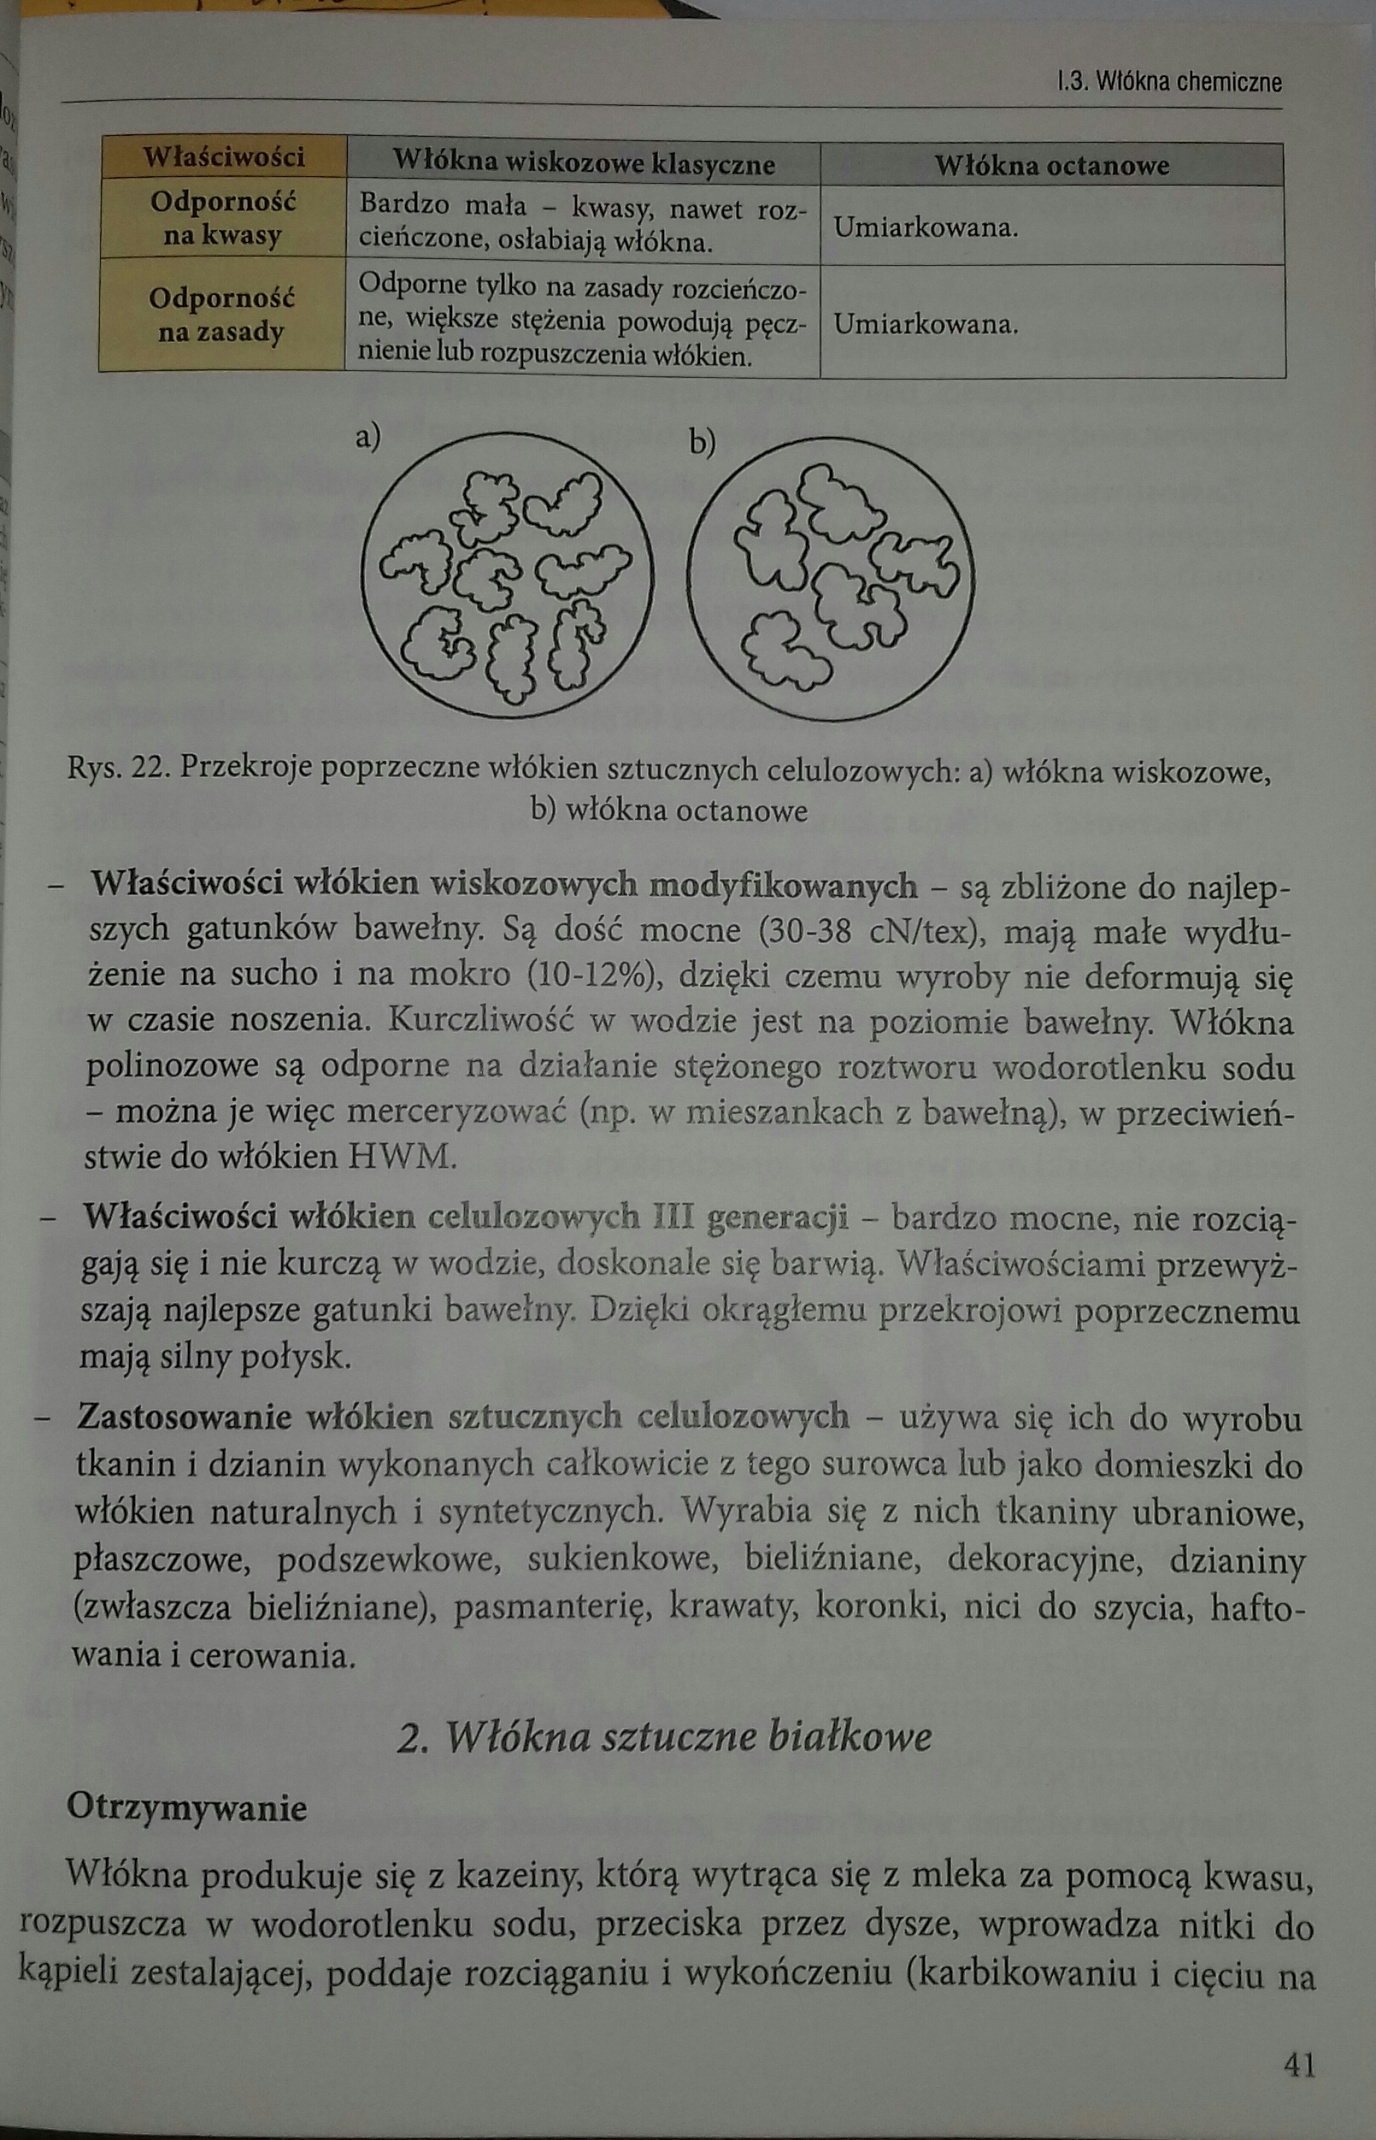 I.3. Włókna chemiczne
Właściwości
Włókna wiskozowe klasyczne
Włókna octanowe
Odporność
na kwasy
Bardzo mała – kwasy, nawet roz-
cieńczone, osłabiają włókna.
Umiarkowana.
Odporność
na zasady
Odporne tylko na zasady rozcieńczo-
ne, większe stężenia powodują pęcz-
nienie lub rozpuszczenia włókien.
Umiarkowana.
a)
b)
Rys. 22. Przekroje poprzeczne włókien sztucznych celulozowych: a) włókna wiskozowe,
b) włókna octanowe
– Właściwości włókien wiskozowych modyfikowanych – są zbliżone do najlep-
szych gatunków bawełny. Są dość mocne (30-38 cN/tex), mają małe wydłu-
żenie na sucho i na mokro (10-12%), dzięki czemu wyroby nie deformują się
w czasie noszenia. Kurczliwość w wodzie jest na poziomie bawełny. Włókna
polinozowe są odporne na działanie stężonego roztworu wodorotlenku sodu
– można je więc merceryzować (np. w mieszankach z bawełną), w przeciwień-
stwie do włókien HWM.
– Właściwości włókien celulozowych III generacji – bardzo mocne, nie rozcią-
gają się i nie kurczą w wodzie, doskonale się barwią. Właściwościami przewyż-
szają najlepsze gatunki bawełny. Dzięki okrągłemu przekrojowi poprzecznemu
mają silny połysk.
– Zastosowanie włókien sztucznych celulozowych – używa się ich do wyrobu
tkanin i dzianin wykonanych całkowicie z tego surowca lub jako domieszki do
włókien naturalnych i syntetycznych. Wyrabia się z nich tkaniny ubraniowe,
płaszczowe, podszewkowe, sukienkowe, bieliźniane, dekoracyjne, dzianiny
(zwłaszcza bieliźniane), pasmanterię, krawaty, koronki, nici do szycia, hafto-
wania i cerowania.
2. Włókna sztuczne białkowe
Otrzymywanie
Włókna produkuje się z kazeiny, którą wytrąca się z mleka za pomocą kwasu,
rozpuszcza w wodorotlenku sodu, przeciska przez dysze, wprowadza nitki do
kąpieli zestalającej, poddaje rozciąganiu i wykończeniu (karbikowaniu i cięciu na
41